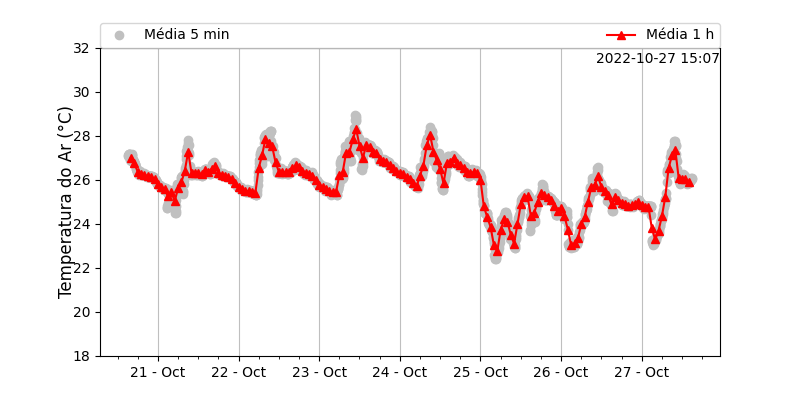 Média 5 min
Média 1 h
2022-10-27 15:07
Temperatura do Ar (°C)
32
30
28
26
24
22
20
18
21 - Oct
22 - Oct
23 - Oct
24 - Oct
25 - Oct
26 - Oct
27 - Oct